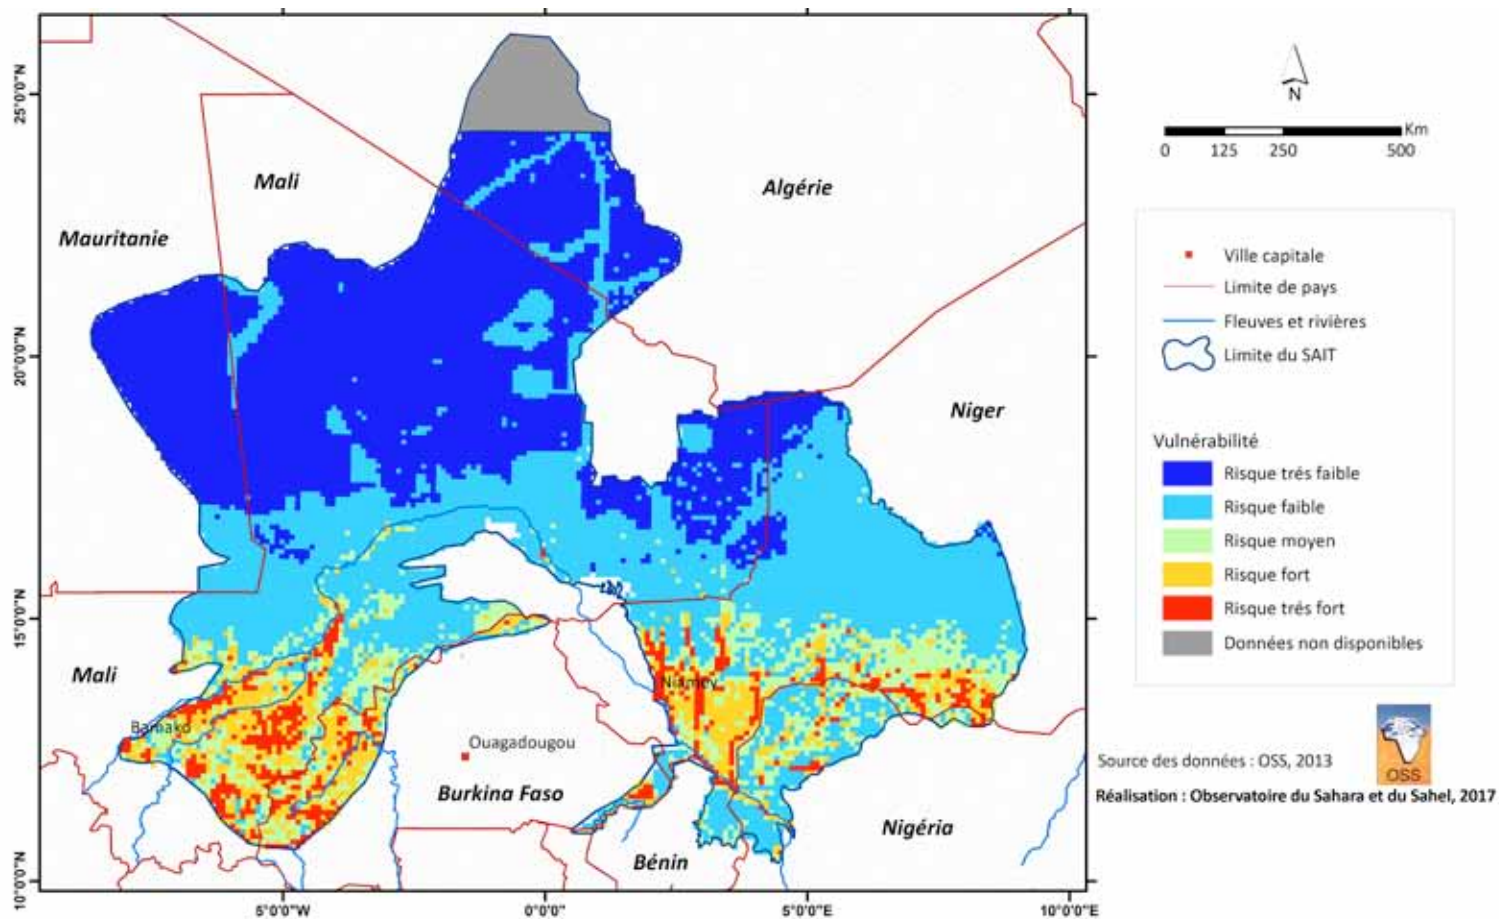 25°0'0"N
20°0'0"N
15°0'0"N
10°0'0"N
5°0'0"W
0°0'0"E
5°0'0"E
10°0'0"E
Mali
Algérie
Mauritanie
Niger
Mali
Bamako
Niamey
Ouagadougou
Burkina Faso
Nigéria
Bénin
N
Km
0 125 250 500
Ville capitale
Limite de pays
Fleuves et rivières
Limite du SAIT
Vulnérabilité
Risque trés faible
Risque faible
Risque moyen
Risque fort
Risque trés fort
Données non disponibles
Source des données : OSS, 2013
OSS
Réalisation : Observatoire du Sahara et du Sahel, 2017